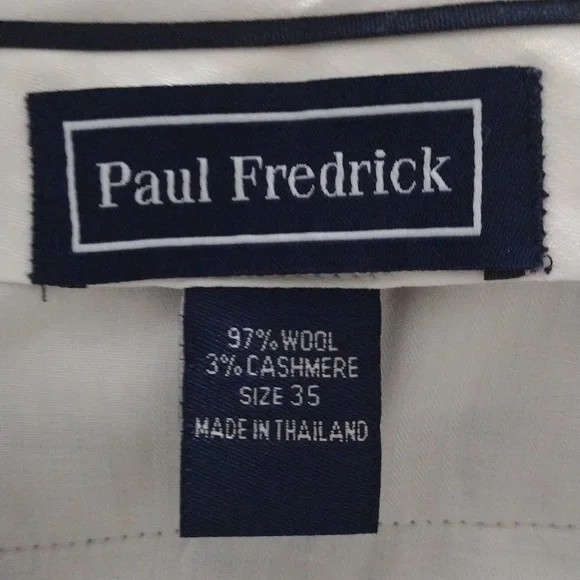 Paul Fredrick
97% WOOL
3% CASHMERE
SIZE 35
MADE IN THAILAND